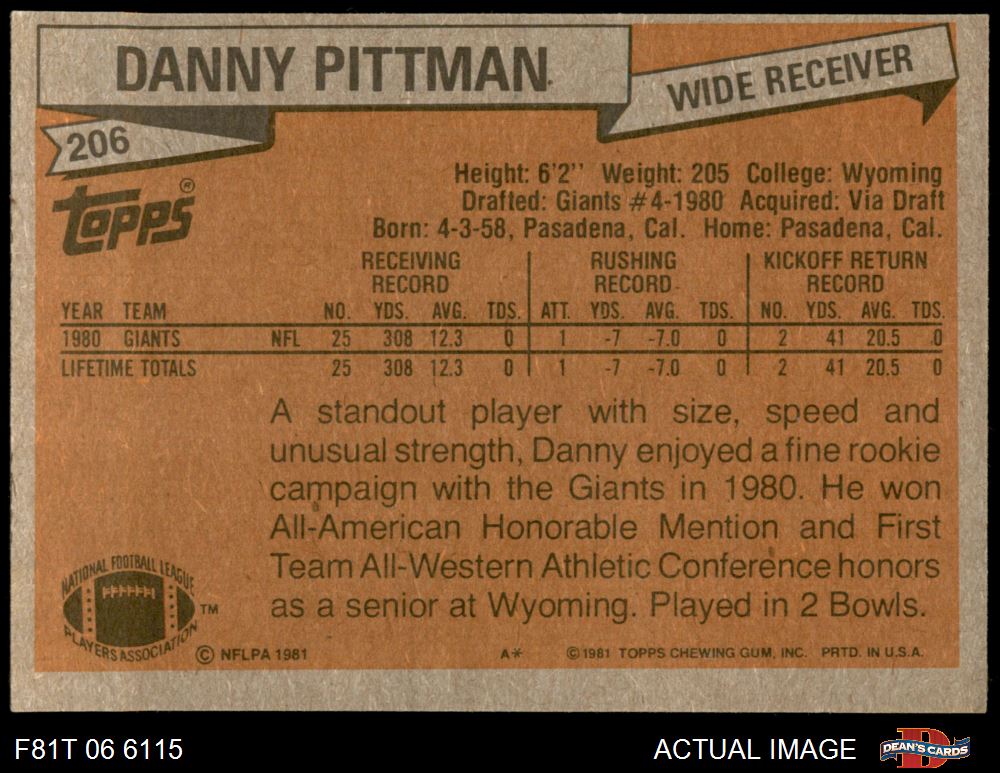 DANNY PITTMAN
WIDE RECEIVER
206
topps®
Height: 6'2'' Weight: 205 College: Wyoming
Drafted: Giants #4-1980 Acquired: Via Draft
Born: 4-3-58, Pasadena, Cal. Home: Pasadena, Cal.
RECEIVING RECORD RUSHING RECORD KICKOFF RETURN RECORD
YEAR TEAM NO. YDS. AVG. TDS. ATT. YDS. AVG. TDS. NO. YDS. AVG. TDS.
1980 GIANTS NFL 25 308 12.3 0 1 -7 -7.0 0 2 41 20.5 0
LIFETIME TOTALS 25 308 12.3 0 1 -7 -7.0 0 2 41 20.5 0
A standout player with size, speed and
unusual strength, Danny enjoyed a fine rookie
campaign with the Giants in 1980. He won
All-American Honorable Mention and First
Team All-Western Athletic Conference honors
as a senior at Wyoming. Played in 2 Bowls.
NATIONAL FOOTBALL LEAGUE
PLAYERS ASSOCIATION
TM
© NFLPA 1981 A* © 1981 TOPPS CHEWING GUM, INC. PRTD. IN U.S.A.
F81T 06 6115 ACTUAL IMAGE D DEAN'S CARDS